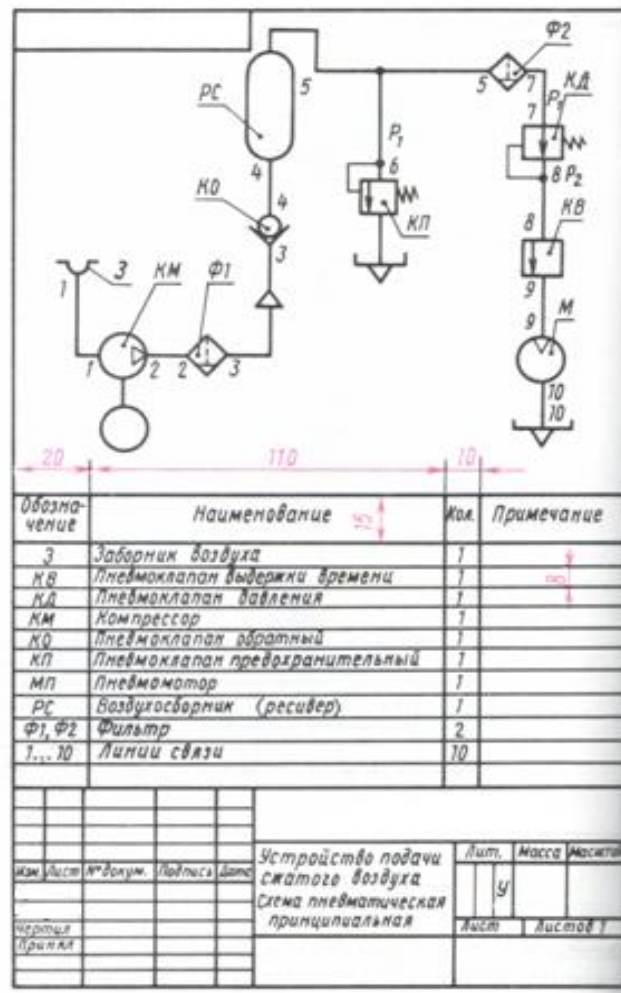 Ф2
5
7
КД
P1
7
РС
5
P1
8 P2
4
6
КО
4
КП
8
КВ
3
9
З
КМ
Ф1
1
9
М
1
2
2
3
10
10
20
110
10
Обозна-
чение
Наименование
15
Кол.
Примечание
З Заборник воздуха 1
КВ Пневмоклапан выдержки времени 1
8
КД Пневмоклапан давления 1
КМ Компрессор 1
КО Пневмоклапан обратный 1
КП Пневмоклапан предохранительный 1
МП Пневмомотор 1
РС Воздухосборник (ресивер) 1
Ф1, Ф2 Фильтр 2
1...10 Линии связи 10
Устройство подачи
сжатого воздуха
Схема пневматическая
принципиальная
Лит. Масса Масштаб
У
Изм. Лист № докум. Подпись Дата
Чертил
Принял
Лист
Листов 1